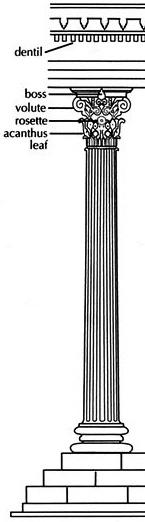 dentil
boss
volute
rosette
acanthus
leaf